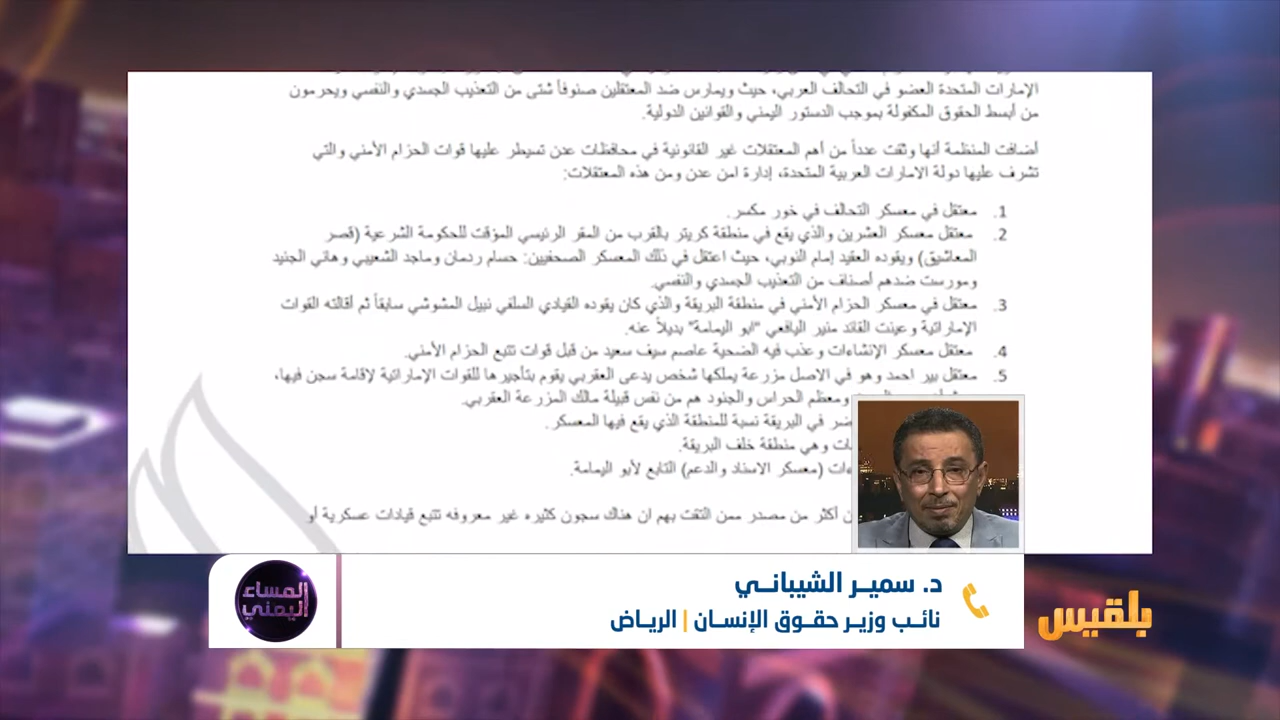 الإمارات المتحدة العضو في التحالف العربي، حيث ويمارس ضد المعتقلين صنوفاً شتى من التعذيب الجسدي والنفسي ويحرمون
من أبسط الحقوق المكفولة بموجب الدستور اليمني والقوانين الدولية.
أضافت المنظمة أنها وثقت عدداً من أهم المعتقلات غير القانونية في محافظات عدن تسيطر عليها قوات الحزام الأمني والتي
تشرف عليها دولة الامارات العربية المتحدة، إدارة امن عدن ومن هذه المعتقلات:
1. معتقل في معسكر التحالف في خور مكسر.
2. معتقل معسكر العشرين والذي يقع في منطقة كريتر بالقرب من المقر الرئيسي المؤقت للحكومة الشرعية (قصر
المعاشيق) ويقوده العقيد إمام النوبي، حيث اعتقل في ذلك المعسكر الصحفيين: حسام ردمان وماجد الشعيبي وهاني الجنيد
ومورست ضدهم أصناف من التعذيب الجسدي والنفسي.
3. معتقل في معسكر الحزام الأمني في منطقة البريقة والذي كان يقوده القيادي السلفي نبيل المشوشي سابقاً ثم أقالته القوات
الإماراتية وعينت القائد منير اليافعي "ابو اليمامة" بديلاً عنه.
4. معتقل معسكر الإنشاءات وعذب فيه الضحية عاصم سيف سعيد من قبل قوات تتبع الحزام الأمني.
5. معتقل بير احمد وهو في الاصل مزرعة يملكها شخص يدعى العقربي يقوم بتأجيرها للقوات الإماراتية لإقامة سجن فيها،
ومعظم الحراس والجنود هم من نفس قبيلة مالك المزرعة العقربي.
في البريقة نسبة للمنطقة الذي يقع فيها المعسكر.
وهي منطقة خلف البريقة.
(معسكر الاسناد والدعم) التابع لأبو اليمامة.
أكثر من مصدر ممن التقت بهم ان هناك سجون كثيره غير معروفه تتبع قيادات عسكرية أو
د. سمير الشيباني
نائب وزير حقوق الإنسان | الرياض
المساء
اليمني
بلقيس